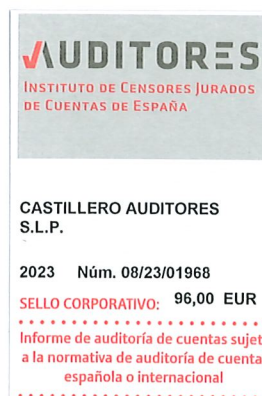 AUDITORES
INSTITUTO DE CENSORES JURADOS
DE CUENTAS DE ESPAÑA
CASTILLERO AUDITORES
S.L.P.
2023 Núm. 08/23/01968
SELLO CORPORATIVO: 96,00 EUR
Informe de auditoría de cuentas sujet
a la normativa de auditoría de cuenta
española o internacional